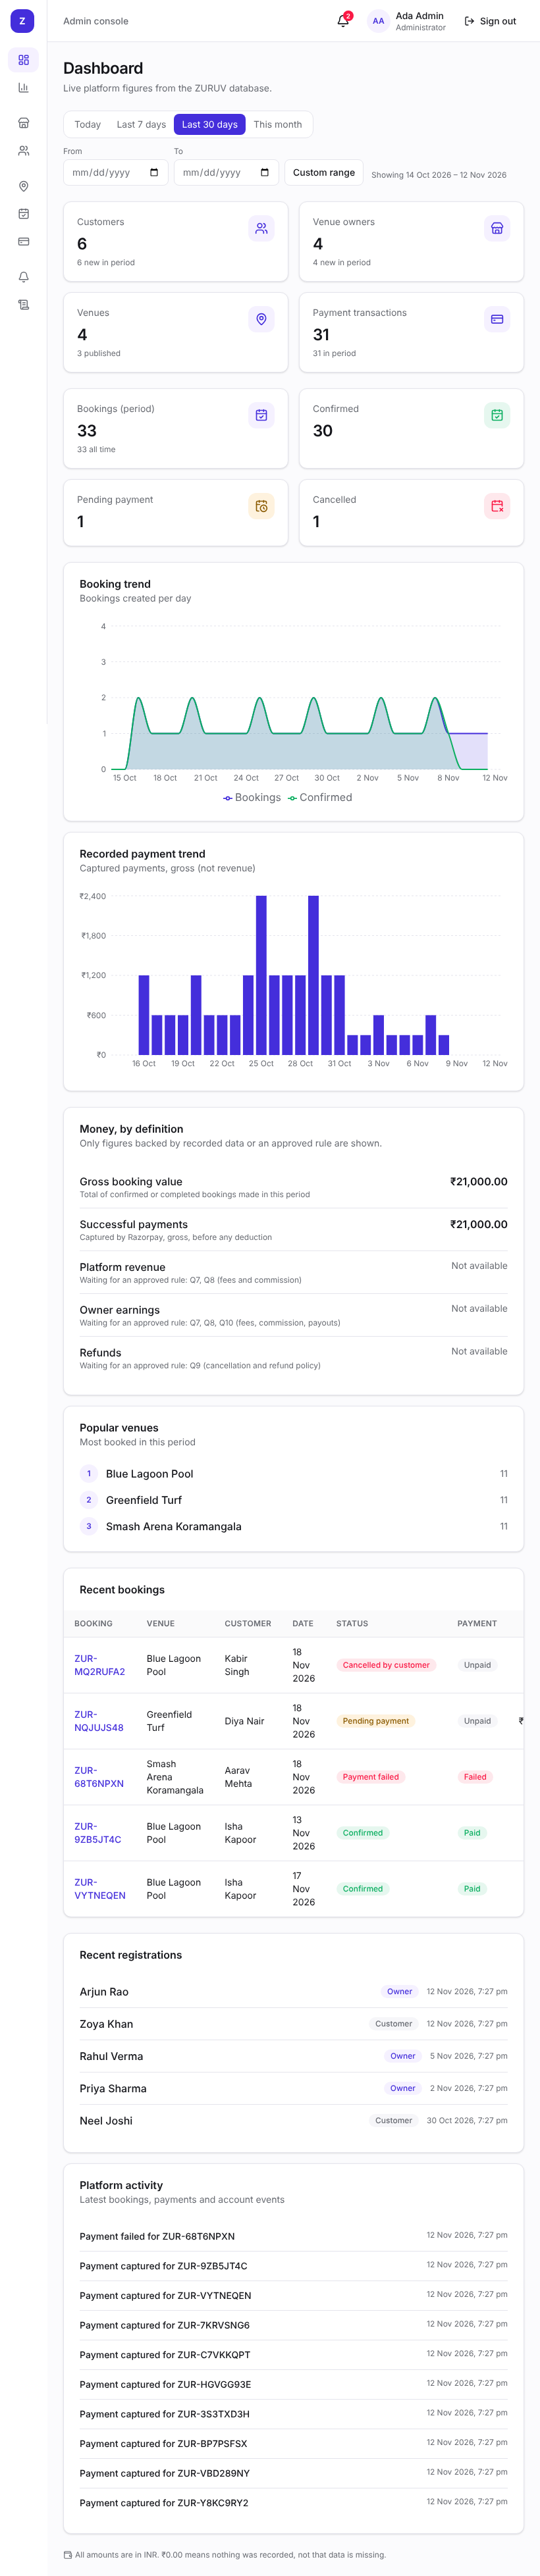 Z
Admin console
2
AA
Ada Admin
Administrator
Sign out
Dashboard
Live platform figures from the ZURUV database.
Today
Last 7 days
Last 30 days
This month
From
To
mm/dd/yyyy
mm/dd/yyyy
Custom range
Showing 14 Oct 2026 – 12 Nov 2026
Customers
6
6 new in period
Venue owners
4
4 new in period
Venues
4
3 published
Payment transactions
31
31 in period
Bookings (period)
33
33 all time
Confirmed
30
Pending payment
1
Cancelled
1
Booking trend
Bookings created per day
4
3
2
1
0
15 Oct 18 Oct 21 Oct 24 Oct 27 Oct 30 Oct 2 Nov 5 Nov 8 Nov 12 Nov
Bookings Confirmed
Recorded payment trend
Captured payments, gross (not revenue)
₹2,400
₹1,800
₹1,200
₹600
₹0
16 Oct 19 Oct 22 Oct 25 Oct 28 Oct 31 Oct 3 Nov 6 Nov 9 Nov 12 Nov
Money, by definition
Only figures backed by recorded data or an approved rule are shown.
Gross booking value ₹21,000.00
Total of confirmed or completed bookings made in this period
Successful payments ₹21,000.00
Captured by Razorpay, gross, before any deduction
Platform revenue Not available
Waiting for an approved rule: Q7, Q8 (fees and commission)
Owner earnings Not available
Waiting for an approved rule: Q7, Q8, Q10 (fees, commission, payouts)
Refunds Not available
Waiting for an approved rule: Q9 (cancellation and refund policy)
Popular venues
Most booked in this period
1 Blue Lagoon Pool 11
2 Greenfield Turf 11
3 Smash Arena Koramangala 11
Recent bookings
BOOKING VENUE CUSTOMER DATE STATUS PAYMENT
ZUR-MQ2RUFA2 Blue Lagoon Pool Kabir Singh 18 Nov 2026 Cancelled by customer Unpaid
ZUR-NQJUJS48 Greenfield Turf Diya Nair 18 Nov 2026 Pending payment Unpaid ₹
ZUR-68T6NPXN Smash Arena Koramangala Aarav Mehta 18 Nov 2026 Payment failed Failed
ZUR-9ZB5JT4C Blue Lagoon Pool Isha Kapoor 13 Nov 2026 Confirmed Paid
ZUR-VYTNEQEN Blue Lagoon Pool Isha Kapoor 17 Nov 2026 Confirmed Paid
Recent registrations
Arjun Rao Owner 12 Nov 2026, 7:27 pm
Zoya Khan Customer 12 Nov 2026, 7:27 pm
Rahul Verma Owner 5 Nov 2026, 7:27 pm
Priya Sharma Owner 2 Nov 2026, 7:27 pm
Neel Joshi Customer 30 Oct 2026, 7:27 pm
Platform activity
Latest bookings, payments and account events
Payment failed for ZUR-68T6NPXN 12 Nov 2026, 7:27 pm
Payment captured for ZUR-9ZB5JT4C 12 Nov 2026, 7:27 pm
Payment captured for ZUR-VYTNEQEN 12 Nov 2026, 7:27 pm
Payment captured for ZUR-7KRVSNG6 12 Nov 2026, 7:27 pm
Payment captured for ZUR-C7VKKQPT 12 Nov 2026, 7:27 pm
Payment captured for ZUR-HGVGG93E 12 Nov 2026, 7:27 pm
Payment captured for ZUR-3S3TXD3H 12 Nov 2026, 7:27 pm
Payment captured for ZUR-BP7PSFSX 12 Nov 2026, 7:27 pm
Payment captured for ZUR-VBD289NY 12 Nov 2026, 7:27 pm
Payment captured for ZUR-Y8KC9RY2 12 Nov 2026, 7:27 pm
All amounts are in INR. ₹0.00 means nothing was recorded, not that data is missing.